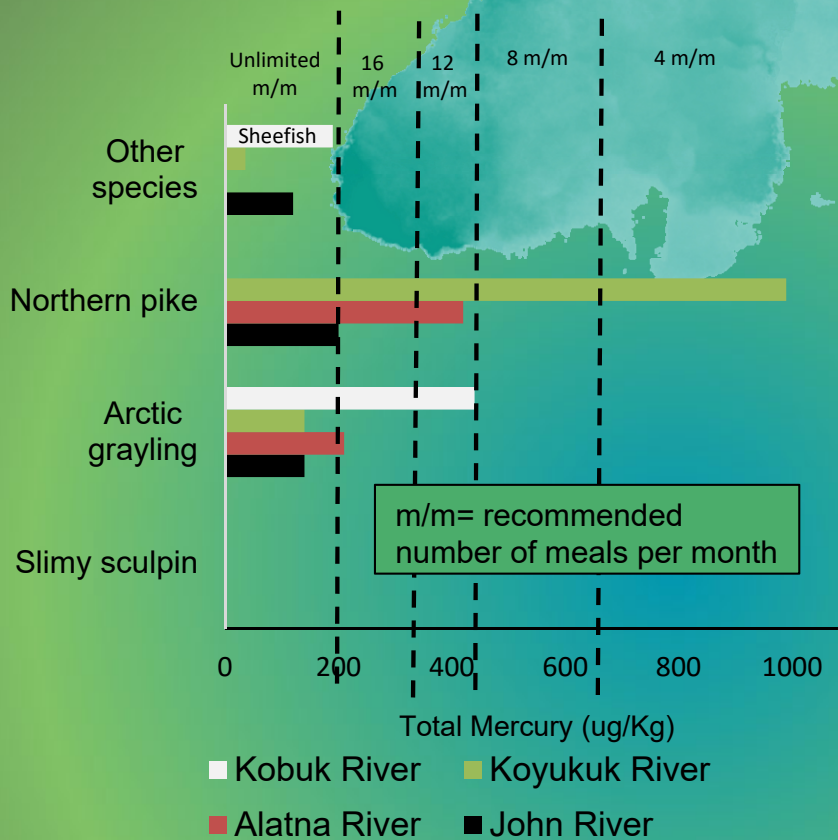 Unlimited
m/m
16
m/m
12
m/m
8 m/m
4 m/m
Other
species
Sheefish
Northern pike
Arctic
grayling
Slimy sculpin
m/m= recommended
number of meals per month
0 200 400 600 800 1000
Total Mercury (ug/Kg)
Kobuk River Koyukuk River
Alatna River John River